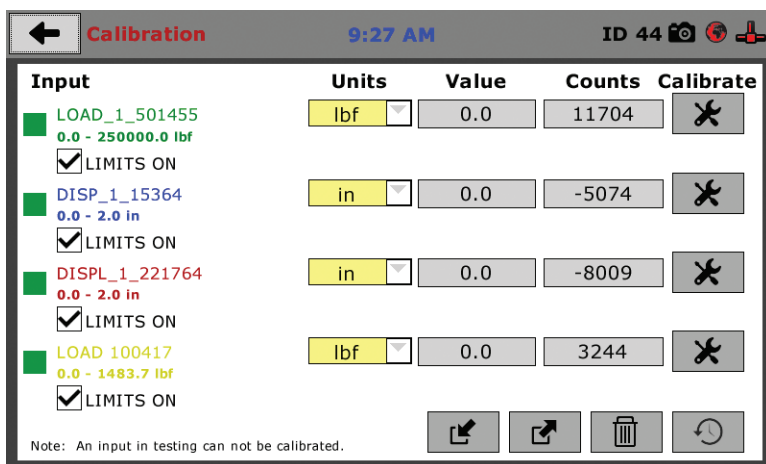 Calibration 9:27 AM ID 44
Input Units Value Counts Calibrate
LOAD_1_501455 lbf 0.0 11704
0.0 - 250000.0 lbf
LIMITS ON
DISP_1_15364 in 0.0 -5074
0.0 - 2.0 in
LIMITS ON
DISPL_1_221764 in 0.0 -8009
0.0 - 2.0 in
LIMITS ON
LOAD 100417 lbf 0.0 3244
0.0 - 1483.7 lbf
LIMITS ON
Note: An input in testing can not be calibrated.